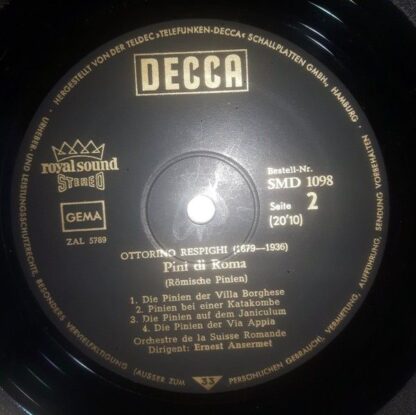 HERGESTELLT VON DER TELDEC »TELEFUNKEN-DECCA« SCHALLPLATTEN GMBH, HAMBURG
URHEBER- UND LEISTUNGSSCHUTZRECHTE, BESONDERS VERVIELFÄLTIGUNG (AUSSER ZUM PERSÖNLICHEN GEBRAUCH), VERMIETUNG, AUFFÜHRUNG, SENDUNG VORBEHALTEN
DECCA
royal sound
STEREO
GEMA
ZAL 5789
Bestell-Nr.
SMD 1098
Seite 2
(20'10)
OTTORINO RESPIGHI (1879—1936)
Pini di Roma
(Römische Pinien)
1. Die Pinien der Villa Borghese
2. Pinien bei einer Katakombe
3. Die Pinien auf dem Janiculum
4. Die Pinien der Via Appia
Orchestre de la Suisse Romande
Dirigent: Ernest Ansermet
33